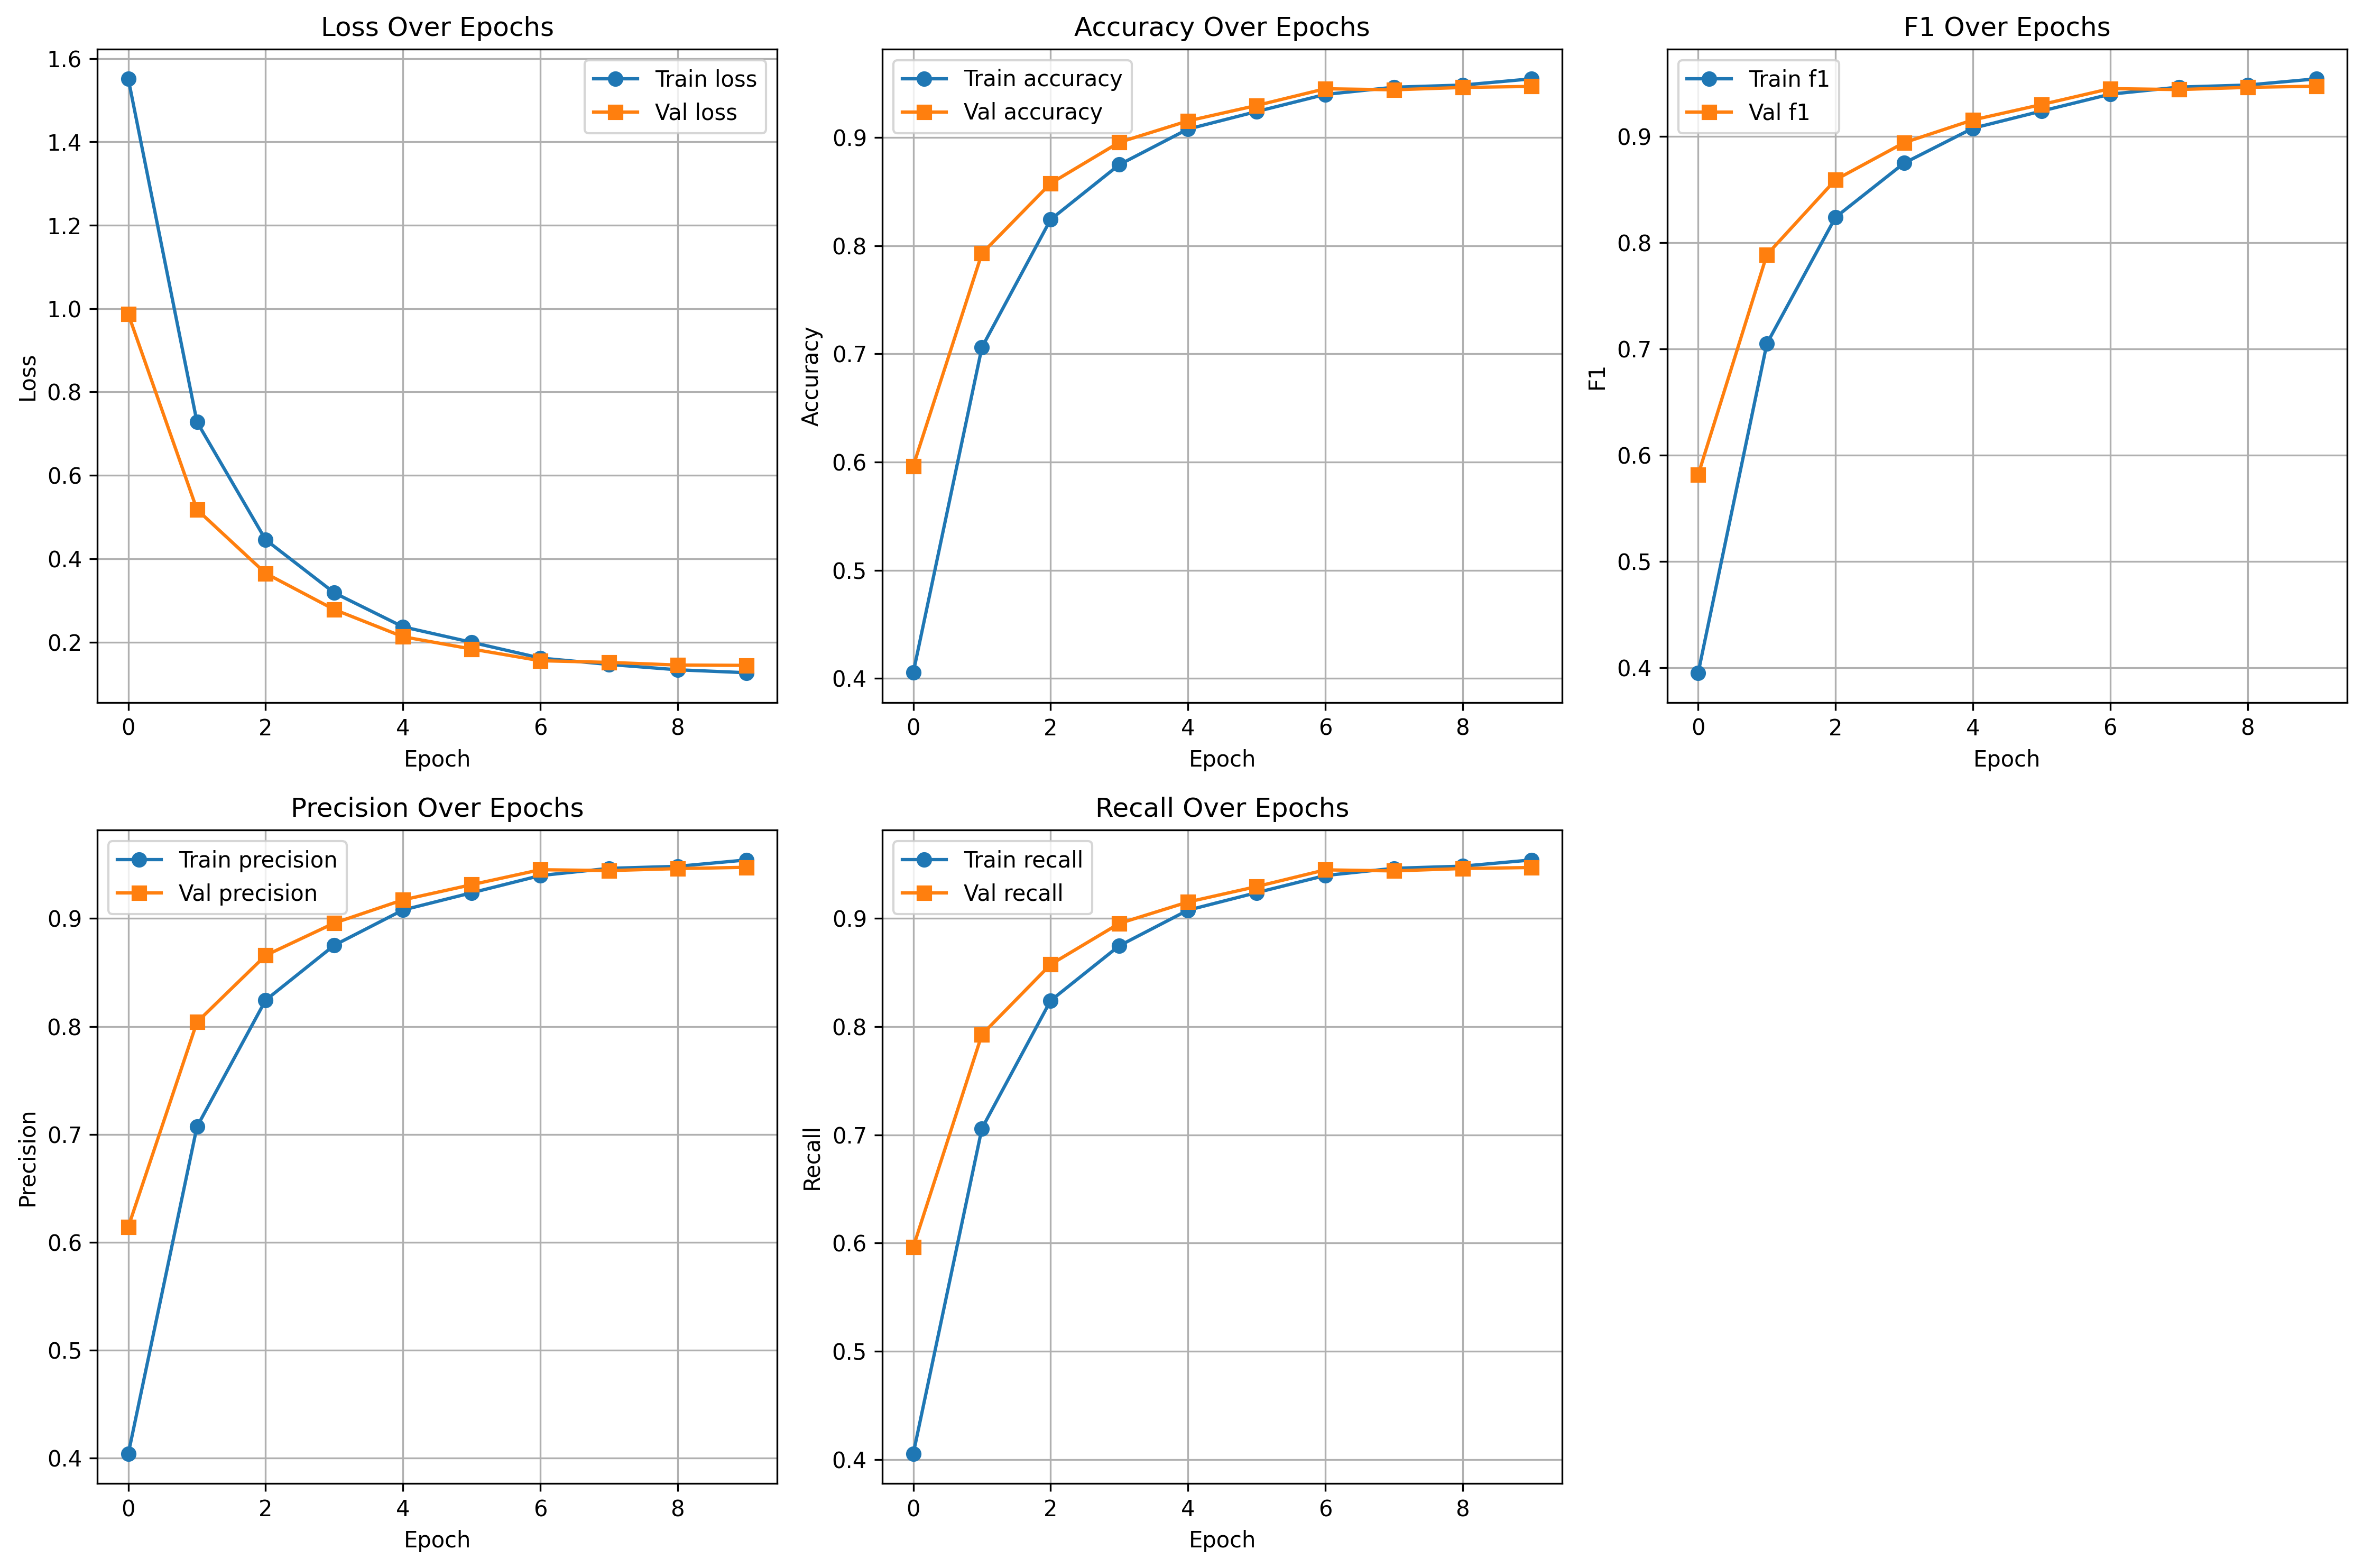 Loss Over Epochs
1.6
1.4
1.2
1.0
0.8
0.6
0.4
0.2
Loss
Train loss
Val loss
0 2 4 6 8
Epoch
Accuracy Over Epochs
0.9
0.8
0.7
0.6
0.5
0.4
Accuracy
Train accuracy
Val accuracy
0 2 4 6 8
Epoch
F1 Over Epochs
0.9
0.8
0.7
0.6
0.5
0.4
F1
Train f1
Val f1
0 2 4 6 8
Epoch
Precision Over Epochs
0.9
0.8
0.7
0.6
0.5
0.4
Precision
Train precision
Val precision
0 2 4 6 8
Epoch
Recall Over Epochs
0.9
0.8
0.7
0.6
0.5
0.4
Recall
Train recall
Val recall
0 2 4 6 8
Epoch